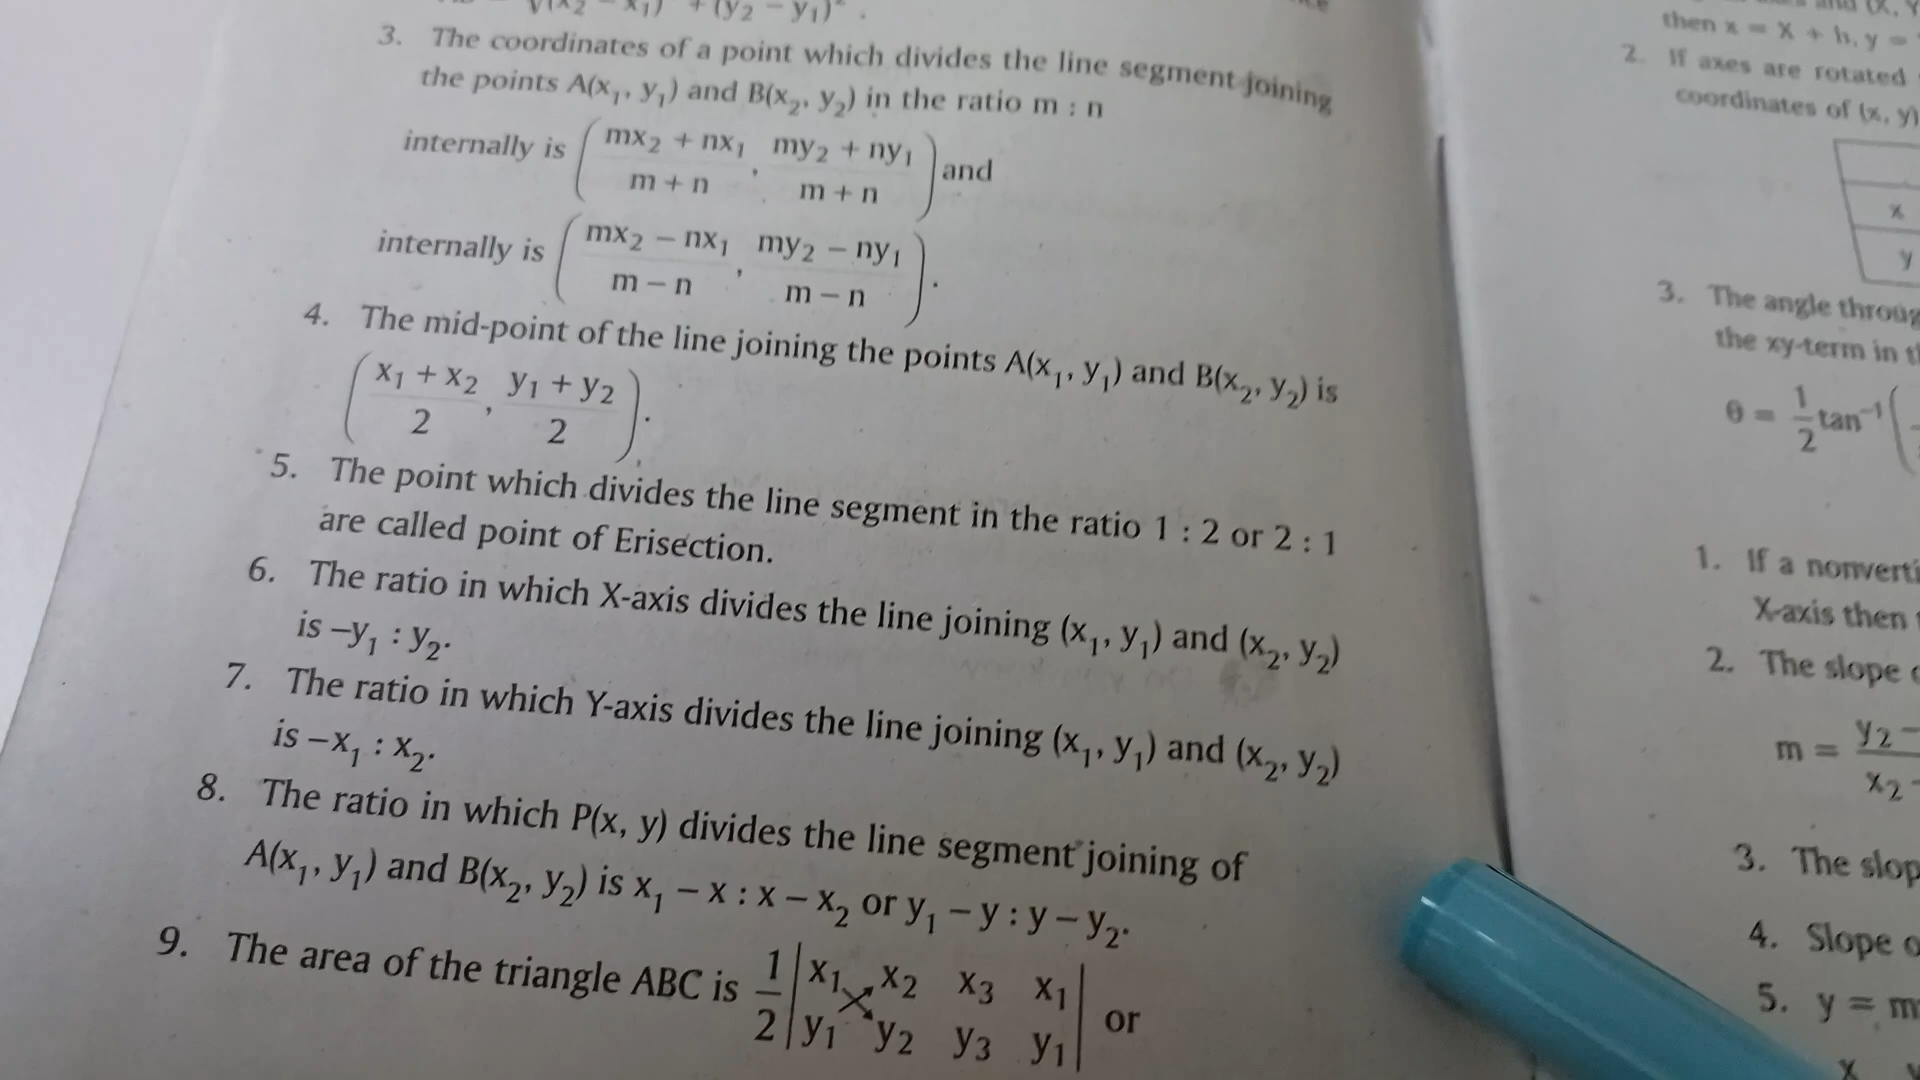 √(x₂ − x₁)² + (y₂ − y₁)² .
3. The coordinates of a point which divides the line segment joining
the points A(x₁, y₁) and B(x₂, y₂) in the ratio m : n
internally is ( (mx₂ + nx₁)/(m + n) , (my₂ + ny₁)/(m + n) ) and
internally is ( (mx₂ − nx₁)/(m − n) , (my₂ − ny₁)/(m − n) ) .
4. The mid-point of the line joining the points A(x₁, y₁) and B(x₂, y₂) is
( (x₁ + x₂)/2 , (y₁ + y₂)/2 ) .
5. The point which divides the line segment in the ratio 1 : 2 or 2 : 1
are called point of Erisection.
6. The ratio in which X-axis divides the line joining (x₁, y₁) and (x₂, y₂)
is –y₁ : y₂.
7. The ratio in which Y-axis divides the line joining (x₁, y₁) and (x₂, y₂)
is –x₁ : x₂.
8. The ratio in which P(x, y) divides the line segment joining of
A(x₁, y₁) and B(x₂, y₂) is x₁ – x : x – x₂ or y₁ – y : y – y₂.
9. The area of the triangle ABC is 1/2 | x₁ x₂ x₃ x₁ | or
| y₁ y₂ y₃ y₁ |
then x = X + h, y =
2. If axes are rotated
coordinates of (x, y)
x
y
3. The angle
the xy-term in
θ = 1/2 tan⁻¹ (
1. If a
X-axis then
2. The slope
m = y₂ −
x₂ −
3. The
4. Slope
5. y = m
x